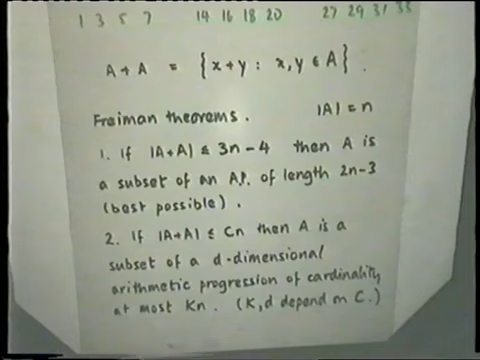 1 3 5 7 14 16 18 20 27 29 31 33
A+A = {x+y : x,y ∈ A}.
Freiman theorems. |A| = n
1. If |A+A| ≤ 3n-4 then A is
a subset of an A.P. of length 2n-3
(best possible).
2. If |A+A| ≤ Cn then A is a
subset of a d-dimensional
arithmetic progression of cardinality
at most Kn. (K,d depend on C.)